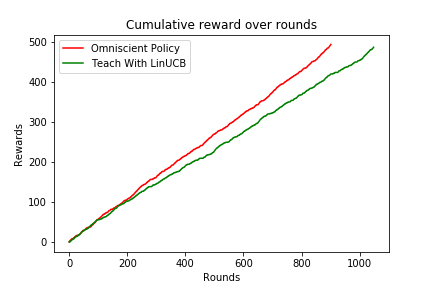 Cumulative reward over rounds
Omniscient Policy
Teach With LinUCB
Rewards
500
400
300
200
100
0
0 200 400 600 800 1000
Rounds